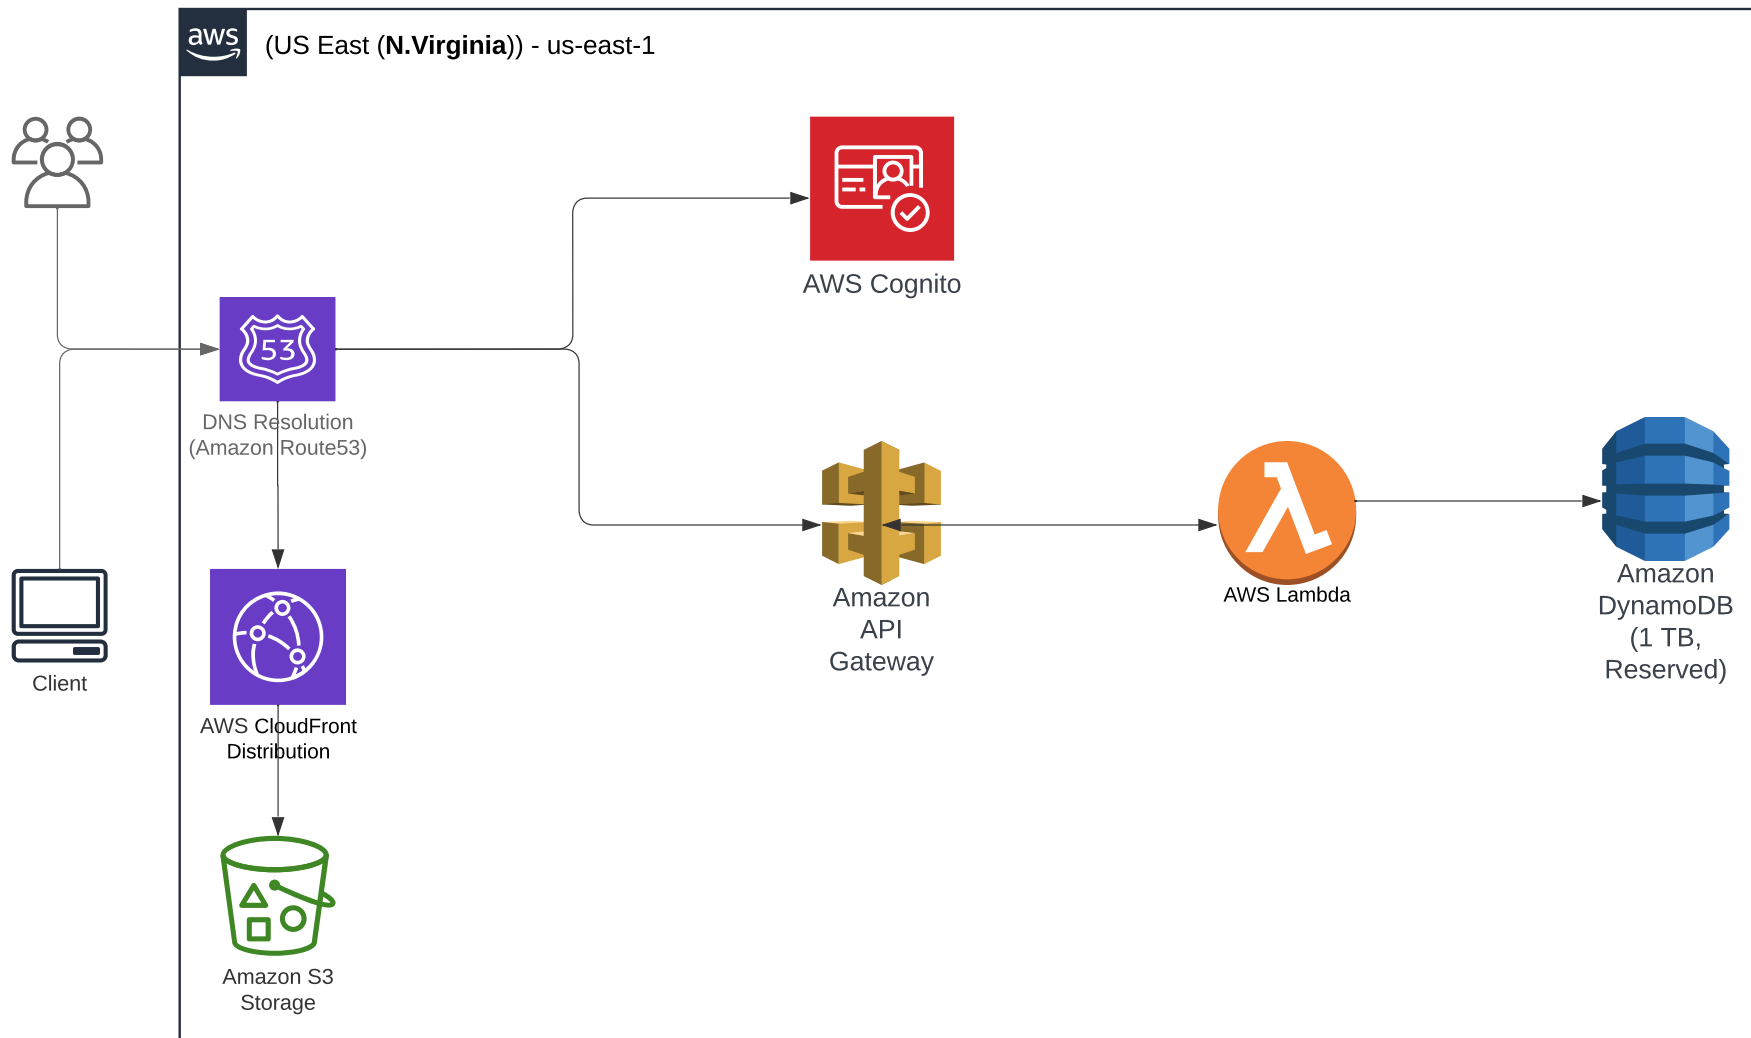 aws
(US East (N.Virginia)) - us-east-1
AWS Cognito
53
DNS Resolution
(Amazon Route53)
Client
AWS CloudFront
Distribution
Amazon S3
Storage
Amazon
API
Gateway
AWS Lambda
Amazon
DynamoDB
(1 TB,
Reserved)